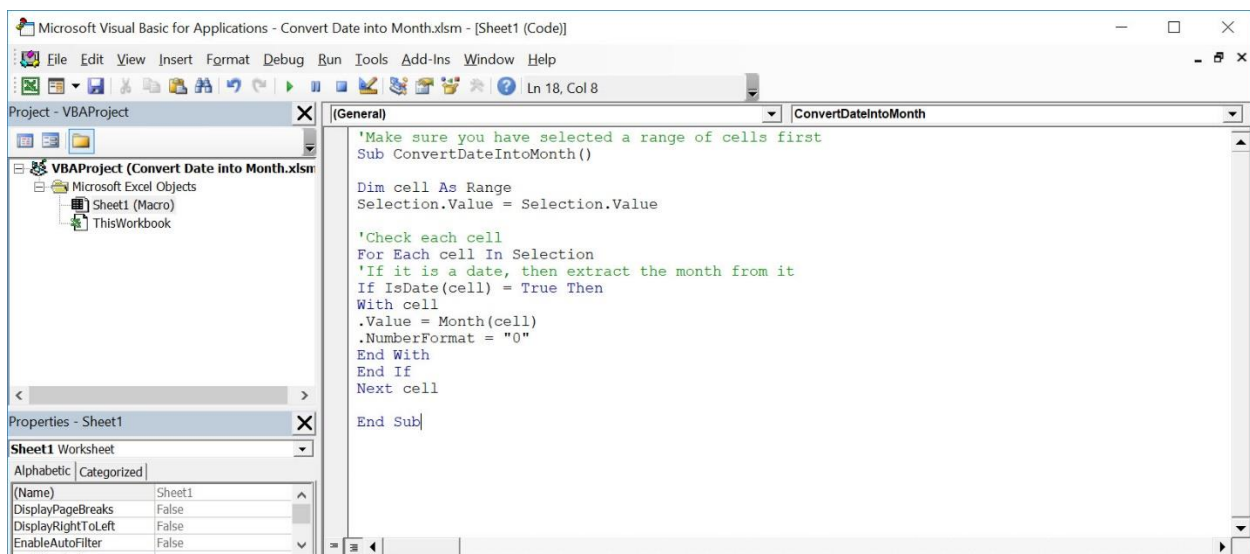 Microsoft Visual Basic for Applications - Convert Date into Month.xlsm - [Sheet1 (Code)]
File Edit View Insert Format Debug Run Tools Add-Ins Window Help
Ln 18, Col 8
Project - VBAProject
(General)
ConvertDateIntoMonth
VBAProject (Convert Date into Month.xlsm
Microsoft Excel Objects
Sheet1 (Macro)
ThisWorkbook
'Make sure you have selected a range of cells first
Sub ConvertDateIntoMonth()
Dim cell As Range
Selection.Value = Selection.Value
'Check each cell
For Each cell In Selection
'If it is a date, then extract the month from it
If IsDate(cell) = True Then
With cell
.Value = Month(cell)
.NumberFormat = "0"
End With
End If
Next cell
End Sub
Properties - Sheet1
Sheet1 Worksheet
Alphabetic Categorized
(Name) Sheet1
DisplayPageBreaks False
DisplayRightToLeft False
EnableAutoFilter False